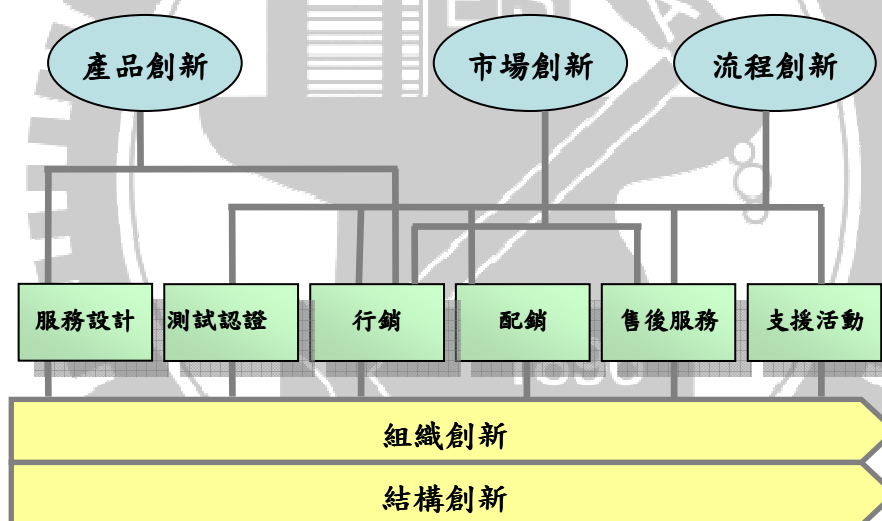 產品創新
市場創新
流程創新
服務設計
測試認證
行銷
配銷
售後服務
支援活動
組織創新
結構創新